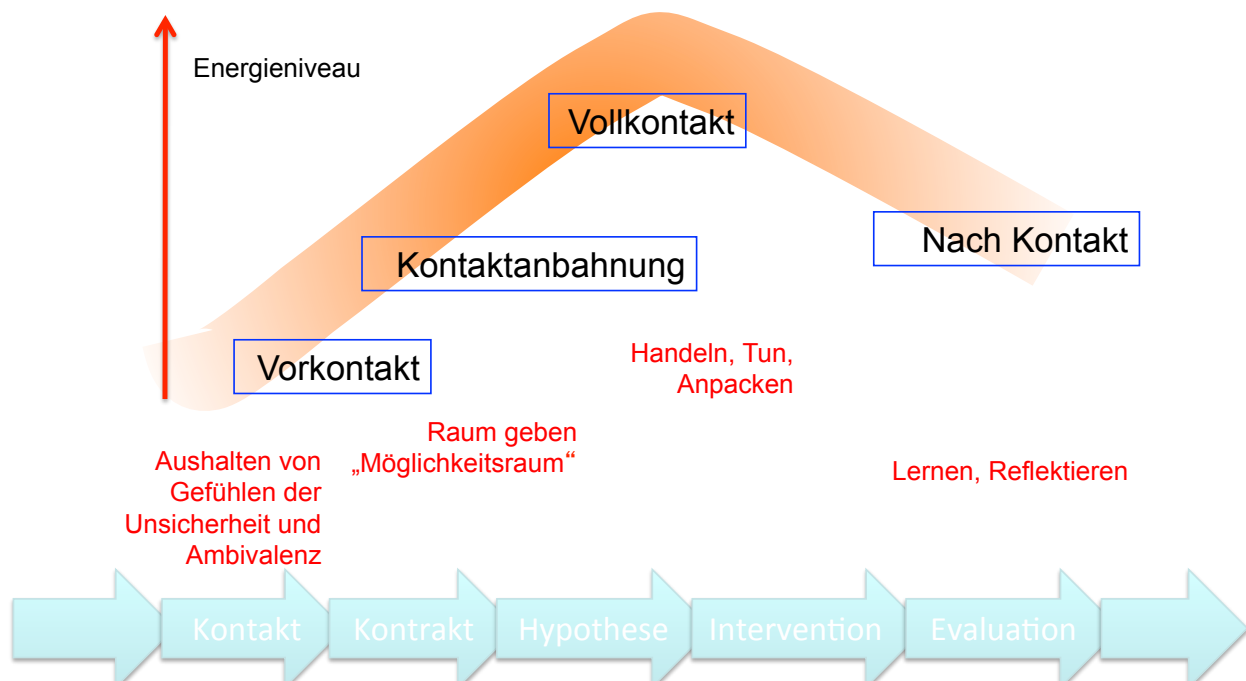 Energieniveau
Vollkontakt
Nach Kontakt
Kontaktanbahnung
Vorkontakt
Handeln, Tun,
Anpacken
Raum geben
„Möglichkeitsraum“
Aushalten von
Gefühlen der
Unsicherheit und
Ambivalenz
Lernen, Reflektieren
Kontakt
Kontrakt
Hypothese
Intervention
Evaluation